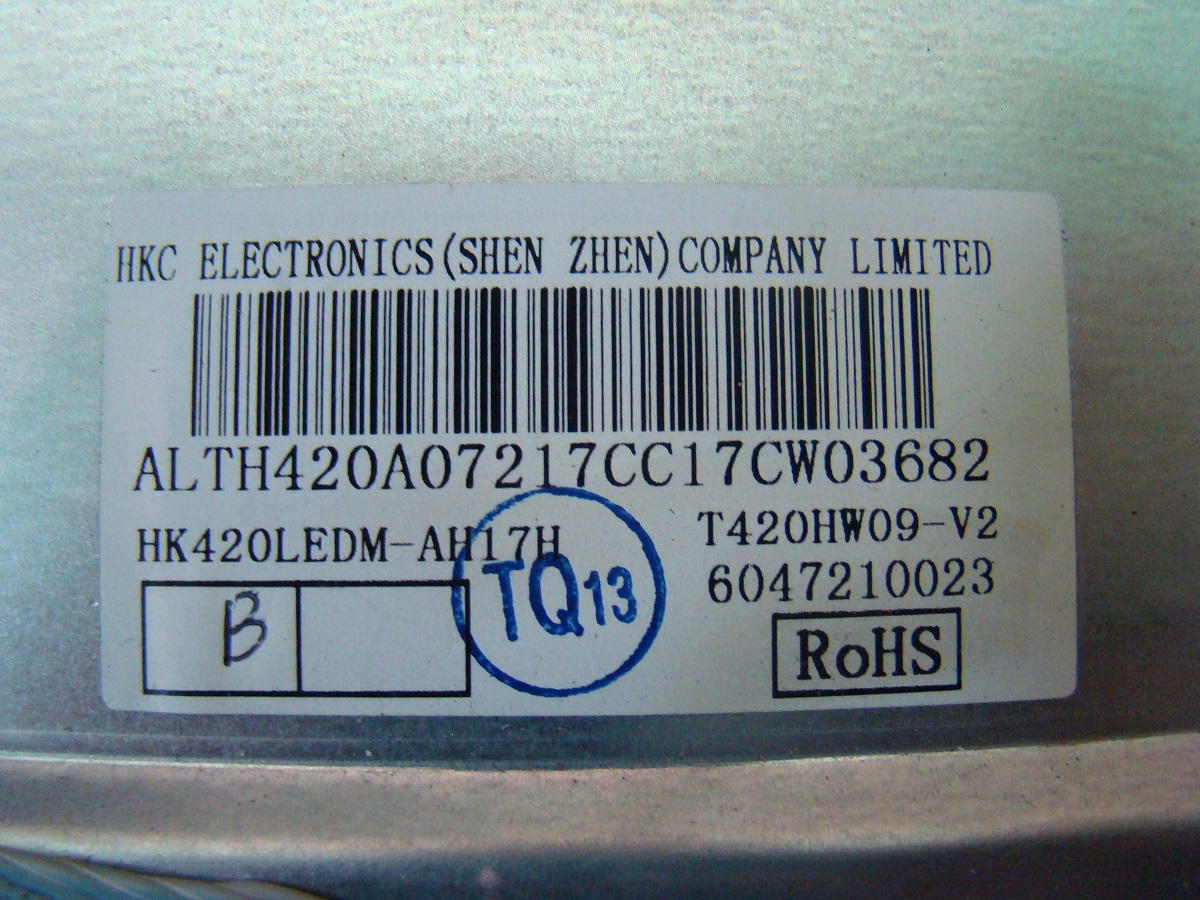 HKC ELECTRONICS(SHEN ZHEN)COMPANY LIMITED
ALTH420A07217CC17CW03682
HK420LEDM-AH17H
T420HW09-V2
6047210023
B
TQ13
RoHS